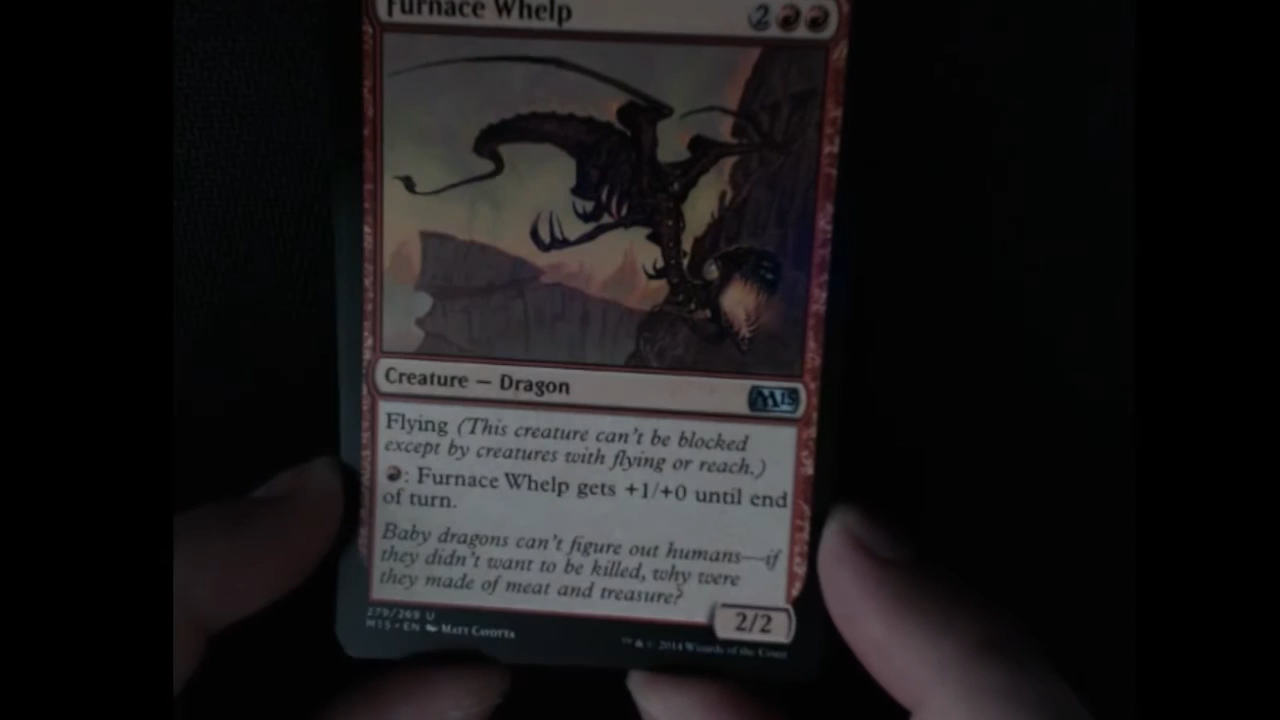 Furnace Whelp 2
Creature — Dragon M15
Flying (This creature can't be blocked
except by creatures with flying or reach.)
: Furnace Whelp gets +1/+0 until end
of turn.
Baby dragons can't figure out humans—if
they didn't want to be killed, why were
they made of meat and treasure?
2/2
279/269 U
M15 • EN Matt Cavotta
™ & © 2014 Wizards of the Coast